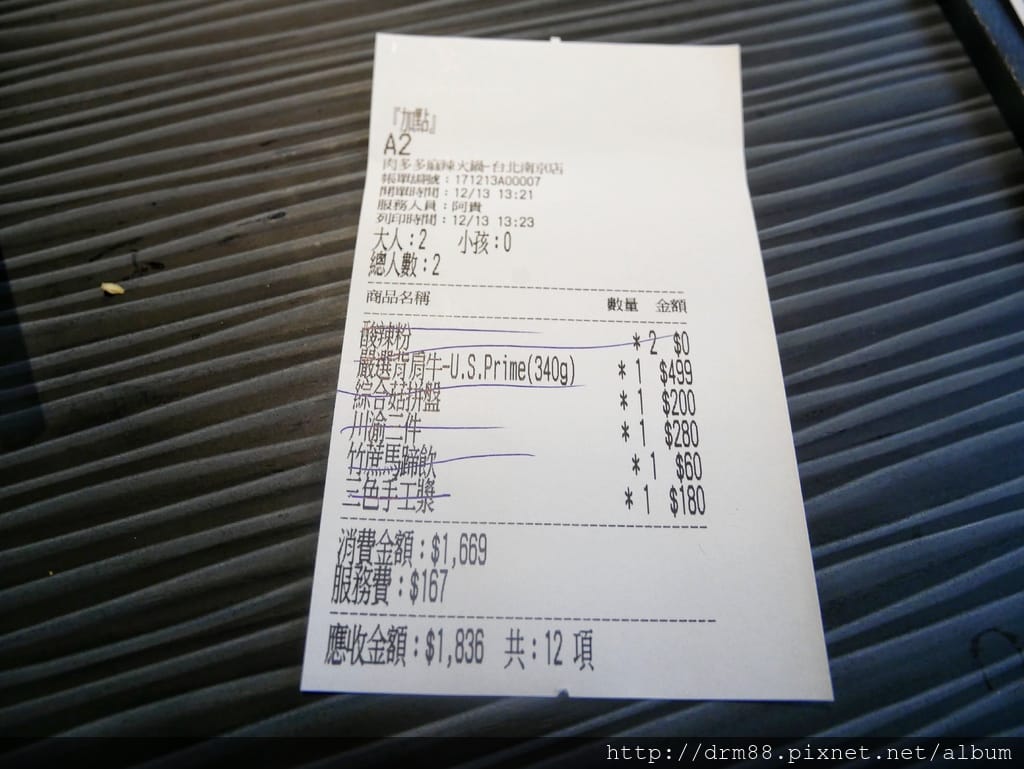 『加點』
A2
肉多多麻辣火鍋-台北南京店
帳單編號：171213A00007
開單時間：12/13 13:21
服務人員：阿貴
列印時間：12/13 13:23
大人：2 小孩：0
總人數：2
商品名稱 數量 金額
酸辣粉 * 2 $0
嚴選背肩牛-U.S.Prime(340g) * 1 $499
綜合菇拼盤 * 1 $200
川渝三件 * 1 $280
竹蔗馬蹄飲 * 1 $60
三色手工漿 * 1 $180
消費金額：$1,669
服務費：$167
應收金額：$1,836 共：12 項
http://drm88.pixnet.net/album